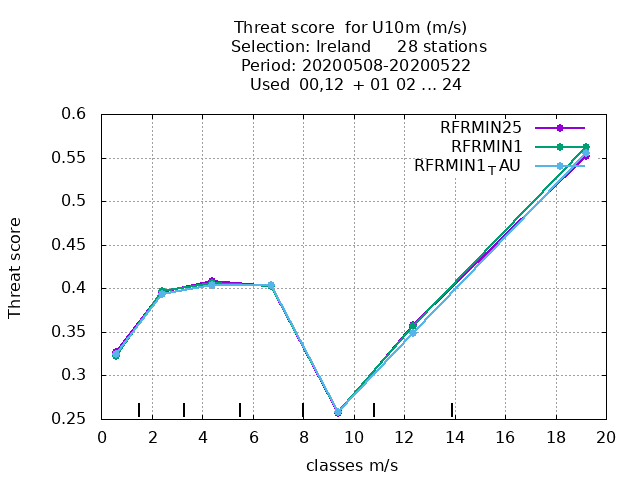 Threat score  for U10m (m/s)
Selection: Ireland     28 stations
Period: 20200508-20200522
Used  00,12  + 01 02 ... 24
RFRMIN25
RFRMIN1
RFRMIN1TAU
Threat score
0.6
0.55
0.5
0.45
0.4
0.35
0.3
0.25
0 2 4 6 8 10 12 14 16 18 20
classes m/s